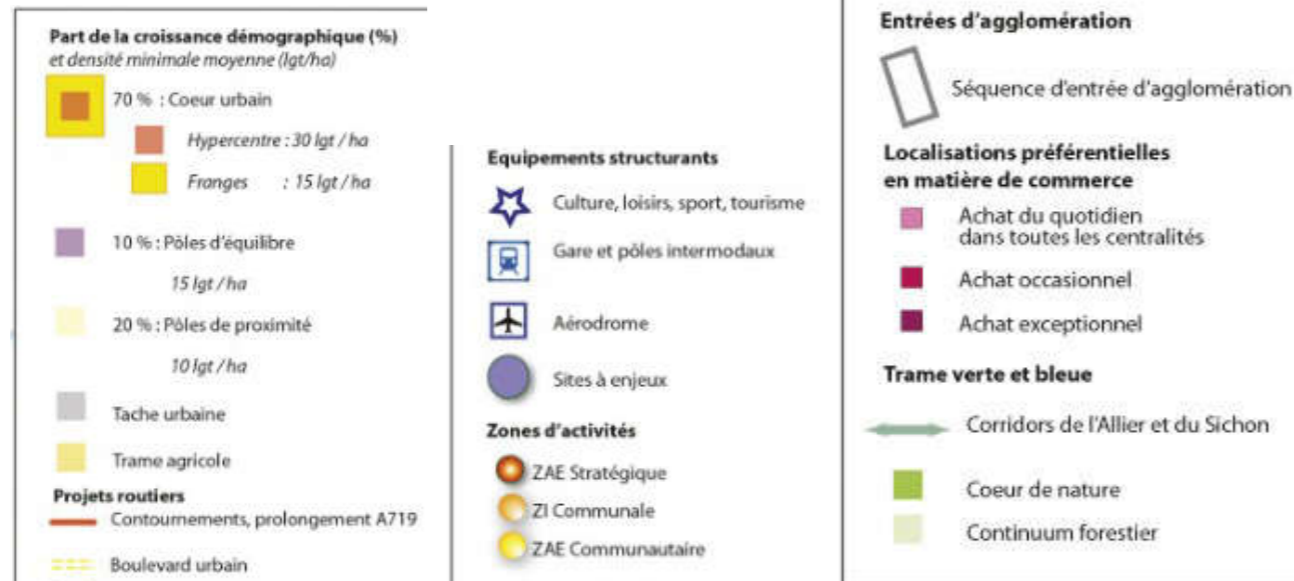 Part de la croissance démographique (%)
et densité minimale moyenne (lgt/ha)
70 % : Coeur urbain
Hypercentre : 30 lgt / ha
Franges : 15 lgt / ha
10 % : Pôles d'équilibre
15 lgt / ha
20 % : Pôles de proximité
10 lgt / ha
Tache urbaine
Trame agricole
Projets routiers
Contournements, prolongement A719
Boulevard urbain
Equipements structurants
Culture, loisirs, sport, tourisme
Gare et pôles intermodaux
Aérodrome
Sites à enjeux
Zones d'activités
ZAE Stratégique
ZI Communale
ZAE Communautaire
Entrées d'agglomération
Séquence d'entrée d'agglomération
Localisations préférentielles
en matière de commerce
Achat du quotidien
dans toutes les centralités
Achat occasionnel
Achat exceptionnel
Trame verte et bleue
Corridors de l'Allier et du Sichon
Coeur de nature
Continuum forestier